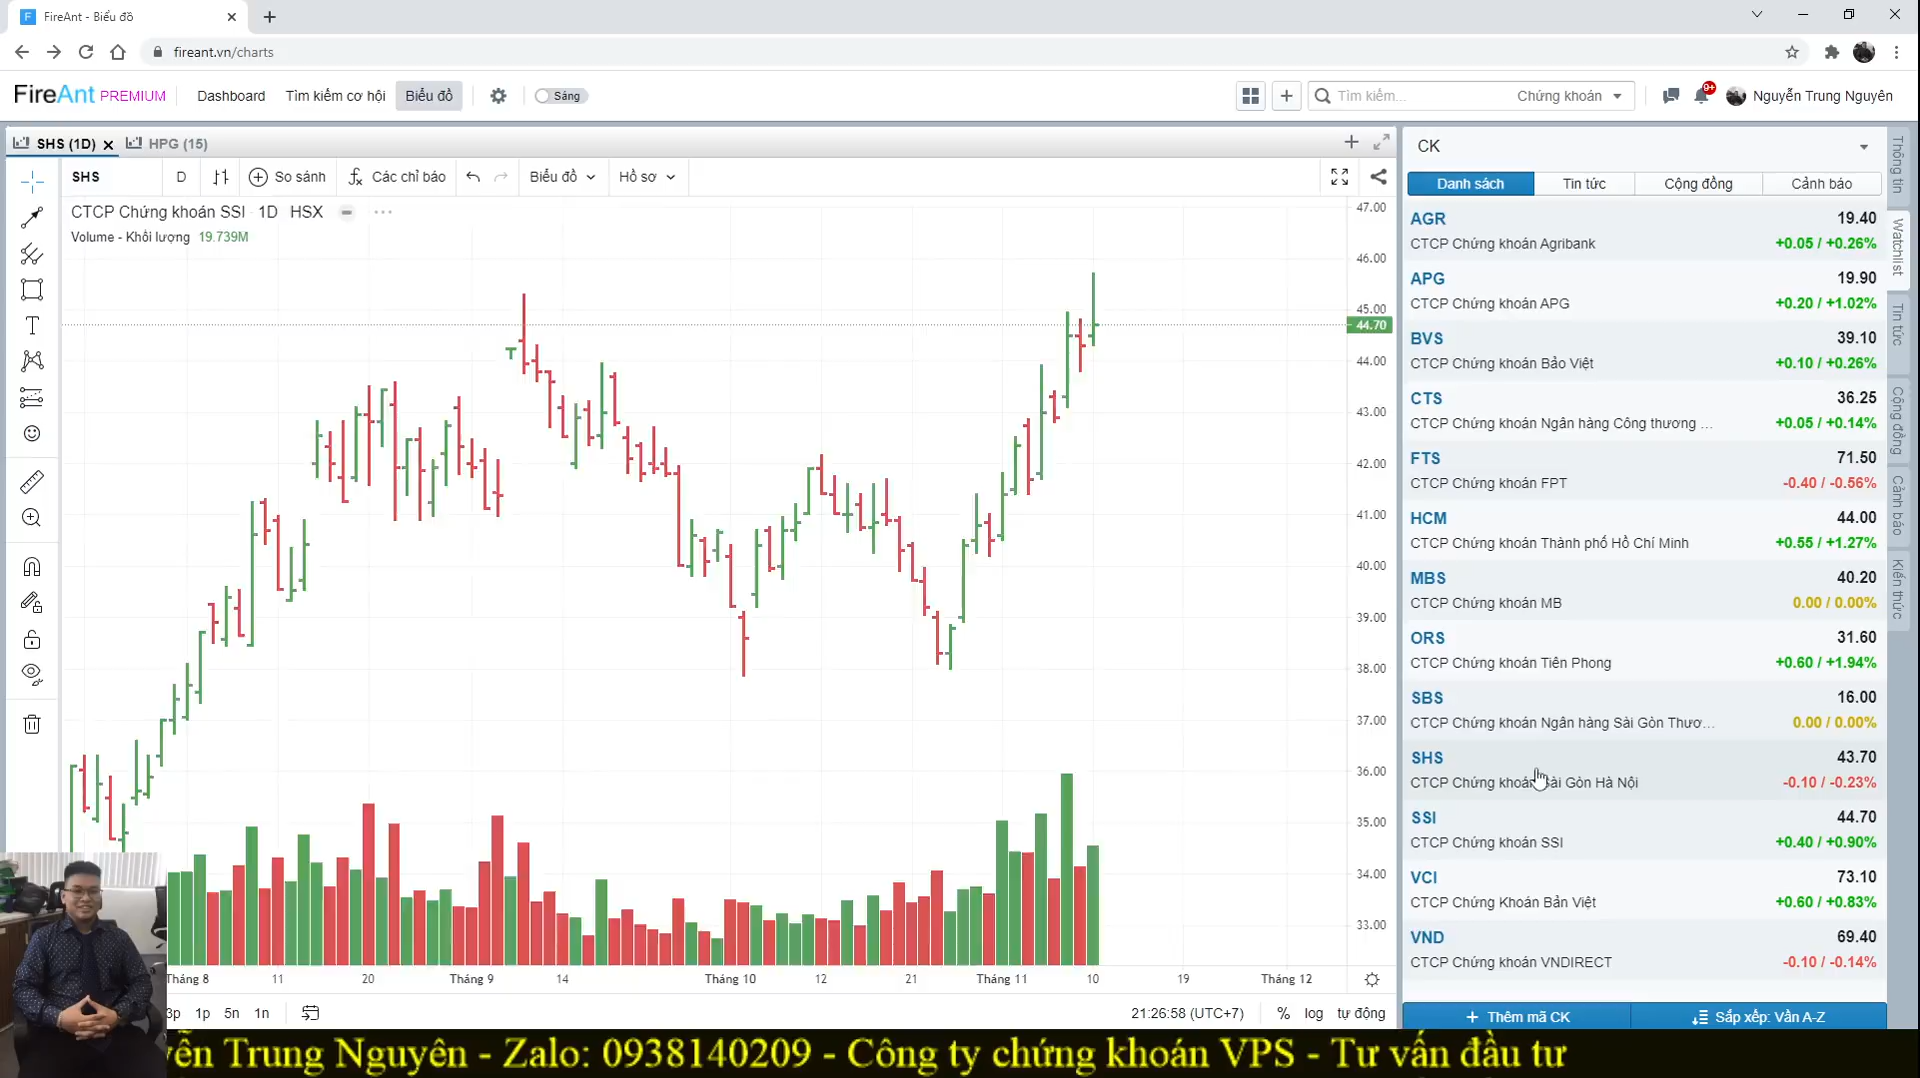 FireAnt - Biểu đồ
fireant.vn/charts
FireAnt PREMIUM
Dashboard
Tìm kiếm cơ hội
Biểu đồ
Sáng
Tìm kiếm...
Chứng khoán
9+
Nguyễn Trung Nguyên
SHS (1D)
HPG (15)
SHS
D
So sánh
Các chỉ báo
Biểu đồ
Hồ sơ
CTCP Chứng khoán SSI 1D HSX
Volume - Khối lượng 19.739M
47.00
46.00
45.00
44.70
44.00
43.00
42.00
41.00
40.00
39.00
38.00
37.00
36.00
35.00
34.00
33.00
Tháng 8
11
20
Tháng 9
14
Tháng 10
12
21
Tháng 11
10
19
Tháng 12
3p
1p
5n
1n
21:26:58 (UTC+7)
%
log
tự động
CK
Danh sách
Tin tức
Cộng đồng
Cảnh báo
AGR 19.40
CTCP Chứng khoán Agribank +0.05 / +0.26%
APG 19.90
CTCP Chứng khoán APG +0.20 / +1.02%
BVS 39.10
CTCP Chứng khoán Bảo Việt +0.10 / +0.26%
CTS 36.25
CTCP Chứng khoán Ngân hàng Công thương ... +0.05 / +0.14%
FTS 71.50
CTCP Chứng khoán FPT -0.40 / -0.56%
HCM 44.00
CTCP Chứng khoán Thành phố Hồ Chí Minh +0.55 / +1.27%
MBS 40.20
CTCP Chứng khoán MB 0.00 / 0.00%
ORS 31.60
CTCP Chứng khoán Tiên Phong +0.60 / +1.94%
SBS 16.00
CTCP Chứng khoán Ngân hàng Sài Gòn Thươ... 0.00 / 0.00%
SHS 43.70
CTCP Chứng khoán Sài Gòn Hà Nội -0.10 / -0.23%
SSI 44.70
CTCP Chứng khoán SSI +0.40 / +0.90%
VCI 73.10
CTCP Chứng Khoán Bản Việt +0.60 / +0.83%
VND 69.40
CTCP Chứng khoán VNDIRECT -0.10 / -0.14%
Thêm mã CK
Sắp xếp: Vần A-Z
Thông tin
Watchlist
Tin tức
Cộng đồng
Cảnh báo
Kiến thức
yễn Trung Nguyên - Zalo: 0938140209 - Công ty chứng khoán VPS - Tư vấn đầu tư